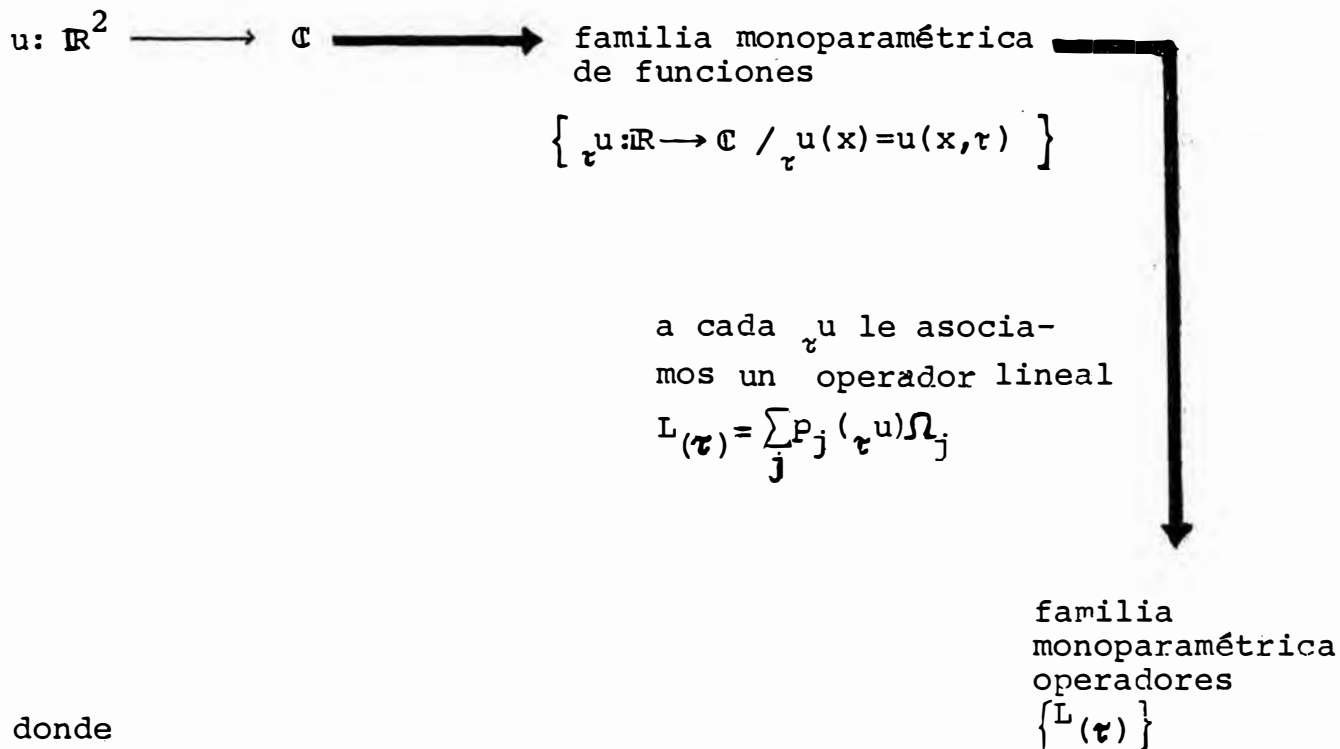 u: ℝ² ⟶ ℂ ⟶ familia monoparamétrica
de funciones
{ τu:ℝ⟶ ℂ / τu(x)=u(x,τ) }
a cada τu le asocia-
mos un operador lineal
L(τ)= ∑j pj(τu)Ωj
familia
monoparamétrica
operadores
{L(τ)}
donde